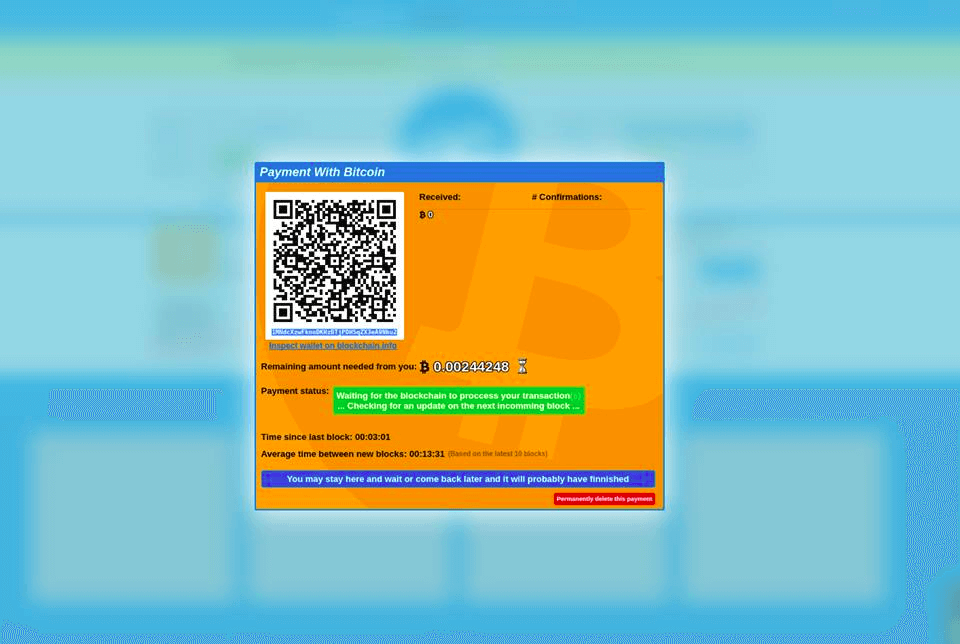 Payment With Bitcoin
Received: # Confirmations:
₿ 0
Inspect wallet on blockchain.info
Remaining amount needed from you: ₿ 0.00244248
Payment status: Waiting for the blockchain to proccess your transaction(s)
... Checking for an update on the next incomming block ...
Time since last block: 00:03:01
Average time between new blocks: 00:13:31 (Based on the latest 10 blocks)
You may stay here and wait or come back later and it will probably have finnished
Permanently delete this payment